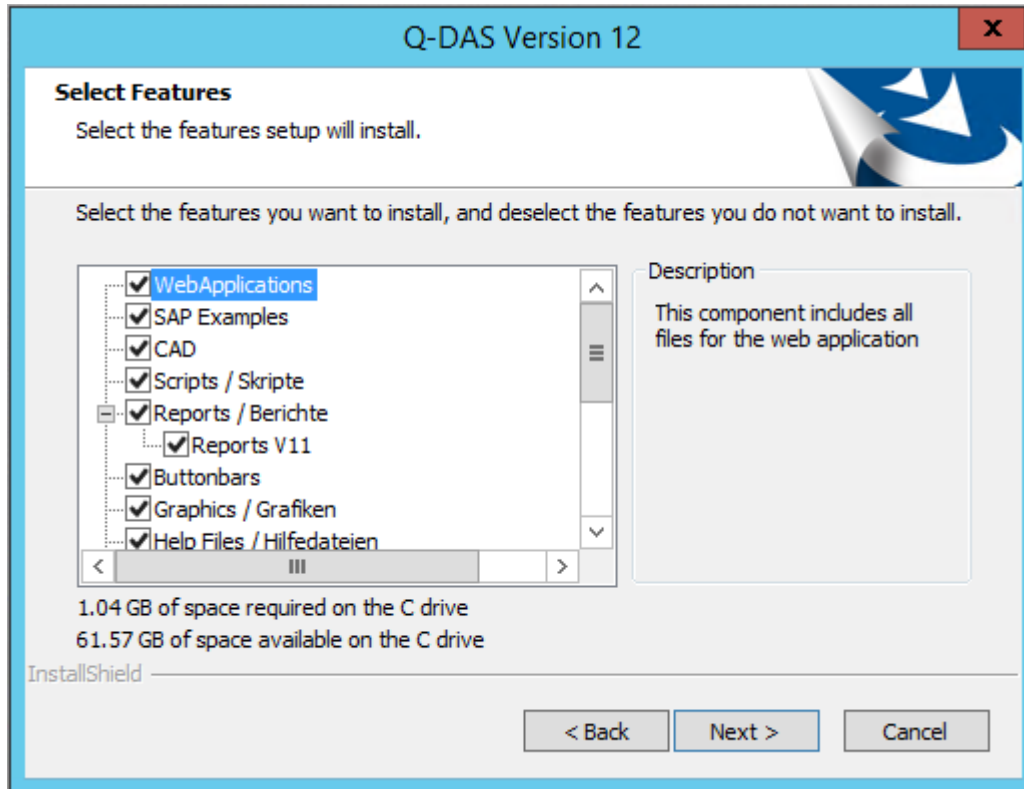 Q-DAS Version 12
x
Select Features
Select the features setup will install.
Select the features you want to install, and deselect the features you do not want to install.
WebApplications
SAP Examples
CAD
Scripts / Skripte
Reports / Berichte
Reports V11
Buttonbars
Graphics / Grafiken
Help Files / Hilfedateien
Description
This component includes all
files for the web application
1.04 GB of space required on the C drive
61.57 GB of space available on the C drive
InstallShield
< Back
Next >
Cancel